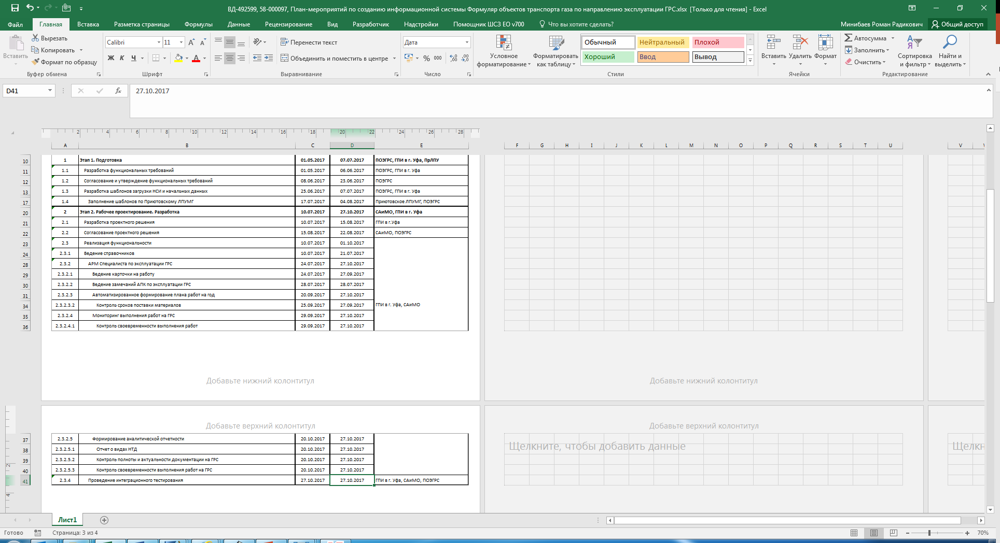 ВД-492599, 58-000097, План-мероприятий по созданию информационной системы Формуляр объектов транспорта газа по направлению эксплуатации ГРС.xlsx [Только для чтения] - Excel
Файл Главная Вставка Разметка страницы Формулы Данные Рецензирование Вид Разработчик Надстройки Помощник ШСЗ ЕО v700 Что вы хотите сделать? Минибаев Роман Радикович Общий доступ
Вставить
Вырезать
Копировать
Формат по образцу
Буфер обмена
Calibri 11
Ж К Ч
Шрифт
Перенести текст
Объединить и поместить в центре
Выравнивание
Дата
% 000
Число
Условное форматирование
Форматировать как таблицу
Обычный Нейтральный Плохой
Хороший Ввод Вывод
Стили
Вставить Удалить Формат
Ячейки
Автосумма
Заполнить
Очистить
Сортировка и фильтр
Найти и выделить
Редактирование
D41 fx 27.10.2017
2 4 6 8 10 12 14 16 18 20 22 24 26 28
A B C D E F G H I J K L M N O P Q R S T U V
10 1 Этап 1. Подготовка 01.05.2017 07.07.2017 ПОЭГРС, ГПИ в г. Уфа, ПрЛПУ
11 1.1 Разработка функциональных требований 01.05.2017 06.06.2017 ПОЭГРС, ГПИ в г. Уфа
12 1.2 Согласование и утверждение функциональных требований 08.06.2017 23.06.2017 ПОЭГРС
13 1.3 Разработка шаблонов загрузки НСИ и начальных данных 25.06.2017 07.07.2017 ПОЭГРС, ГПИ в г. Уфа
17 1.4 Заполнение шаблонов по Приютовскому ЛПУМГ 17.07.2017 04.08.2017 Приютовское ЛПУМГ, ПОЭГРС
20 2 Этап 2. Рабочее проектирование. Разработка 10.07.2017 27.10.2017 САиМО, ГПИ в г. Уфа
21 2.1 Разработка проектного решения 10.07.2017 15.08.2017 ГПИ в г.Уфа
22 2.2 Согласование проектного решения 15.08.2017 22.08.2017 САиМО, ПОЭГРС
23 2.3 Реализация функциональности 10.07.2017 01.10.2017
24 2.3.1 Ведение справочников 10.07.2017 21.07.2017
28 2.3.2 АРМ Специалиста по эксплуатации ГРС 24.07.2017 27.10.2017
29 2.3.2.1 Ведение карточки на работу 24.07.2017 27.09.2017
30 2.3.2.2 Ведение замечаний АПК по эксплуатации ГРС 28.07.2017 28.07.2017
31 2.3.2.3 Автоматизированное формирование плана работ на год 20.09.2017 27.10.2017
34 2.3.2.3.2 Контроль сроков поставки материалов 25.09.2017 27.09.2017 ГПИ в г. Уфа, САиМО
35 2.3.2.4 Мониторинг выполнения работ на ГРС 29.09.2017 27.10.2017
36 2.3.2.4.1 Контроль своевременности выполнения работ 29.09.2017 27.10.2017
Добавьте нижний колонтитул Добавьте нижний колонтитул
Добавьте верхний колонтитул Добавьте верхний колонтитул
37 2.3.2.5 Формирование аналитической отчетности 20.10.2017 27.10.2017
38 2.3.2.5.1 Отчет о видах НТД 20.10.2017 27.10.2017 Щелкните, чтобы добавить данные Щелкн
39 2.3.2.5.2 Контроль полноты и актуальности документации на ГРС 20.10.2017 27.10.2017
40 2.3.2.5.3 Контроль своевременности выполнения работ на ГРС 20.10.2017 27.10.2017
41 2.3.4 Проведение интеграционного тестирования 27.10.2017 27.10.2017 ГПИ в г. Уфа, САиМО, ПОЭГРС
2
4
Лист1
Готово Страница: 3 из 4 70%